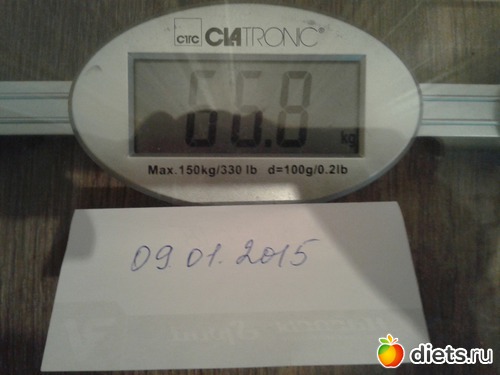 CTC CLATRONIC®
66.8 kg
Max.150kg/330 lb d=100g/0.2lb
09.01.2015
diets.ru